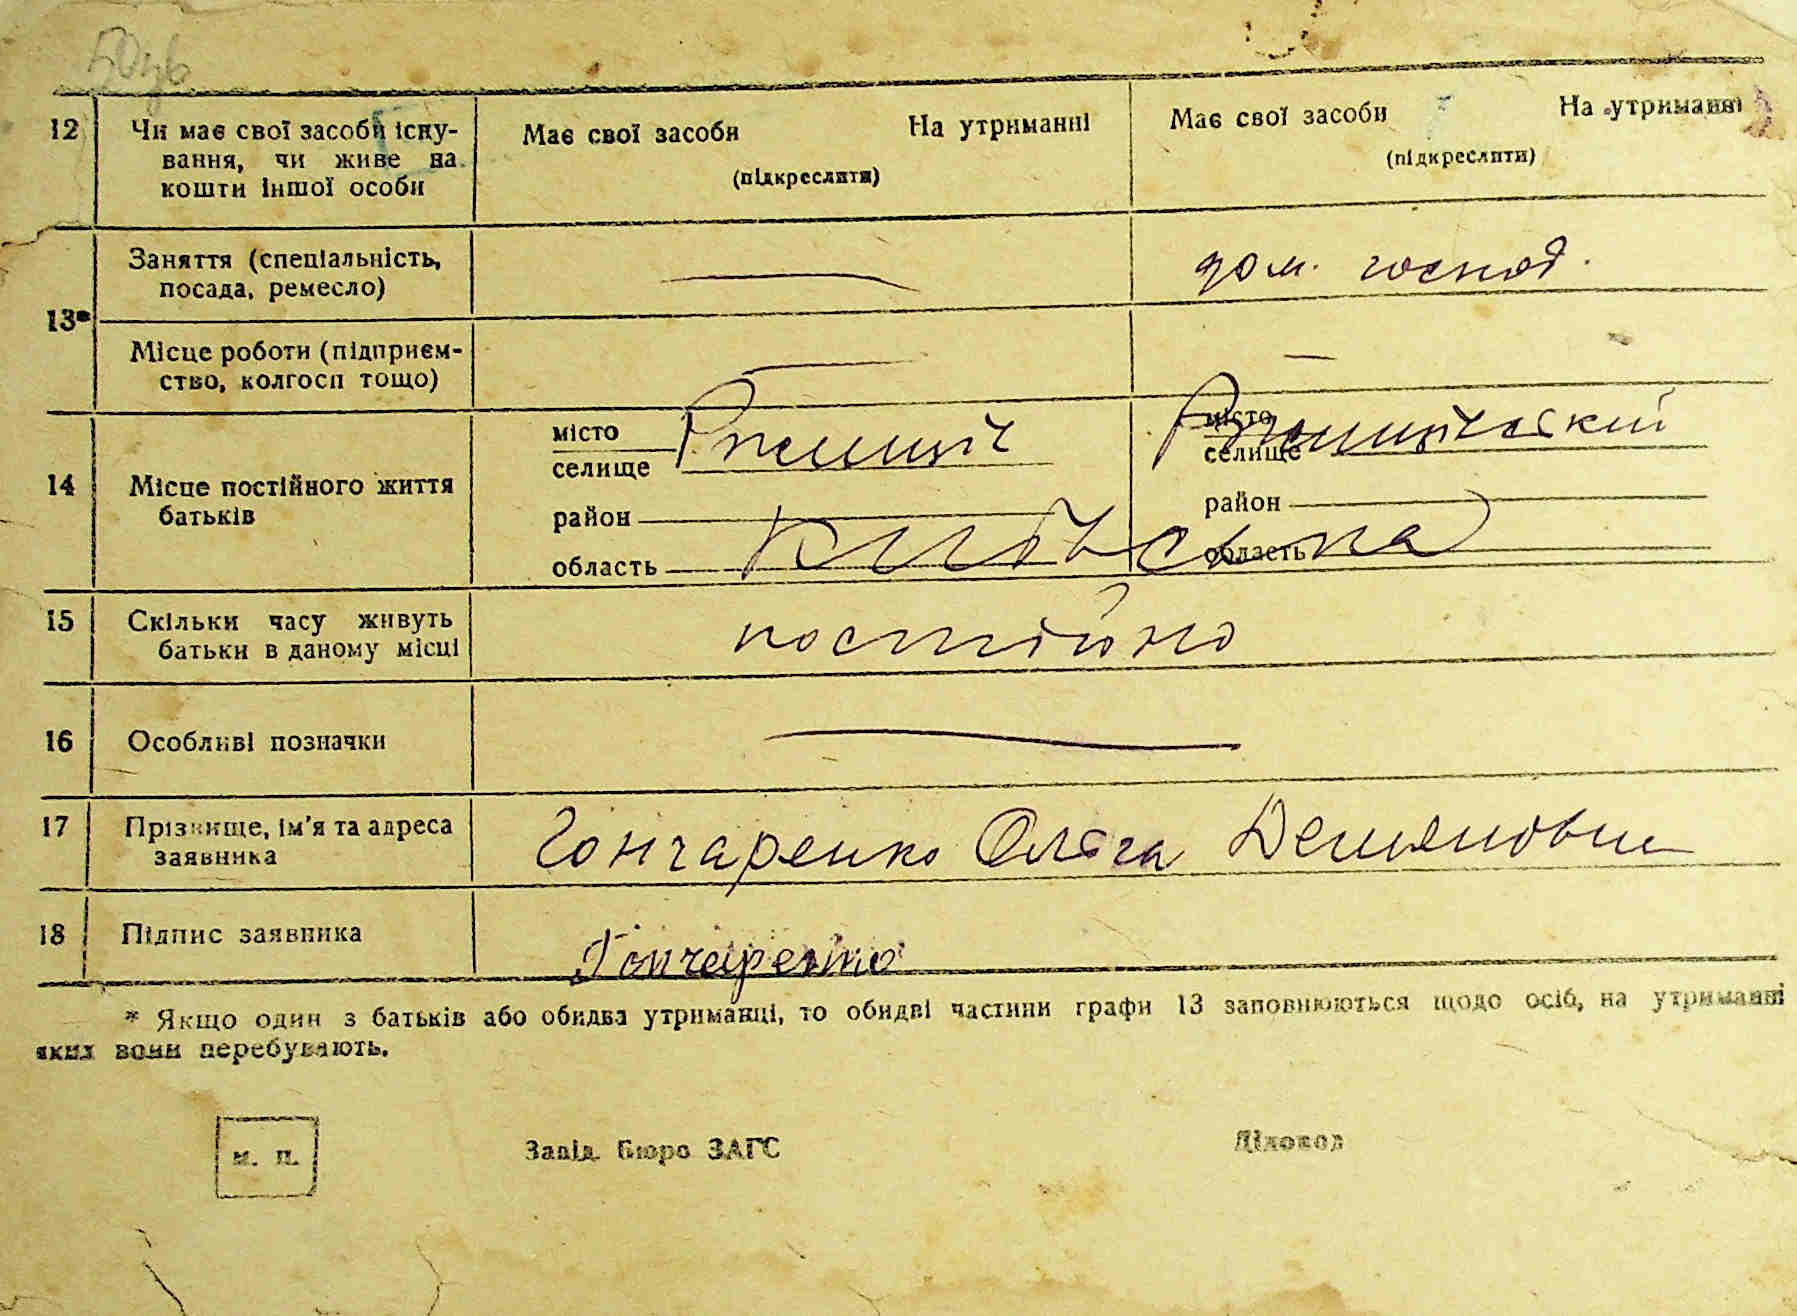 12 Чи має свої засоби існу- Має свої засоби На утриманні Має свої засоби На утриманні
вання, чи живе на (підкреслити) (підкреслити)
кошти іншої особи
Заняття (спеціальність, дом. господ.
посада, ремесло)
13*
Місце роботи (підприєм-
ство, колгосп тощо)
місто місто
селище селище
14 Місце постійного життя район район
батьків
область Київська область
15 Скільки часу живуть постійно
батьки в даному місці
16 Особливі позначки
17 Прізвище, ім'я та адреса Гончаренко Ольга Демяновна
заявника
18 Підпис заявника Гончаренко
* Якщо один з батьків або обидва утриманці, то обидві частини графи 13 заповнюються щодо осіб, на утриманні
яких вони перебувають.
м. п. Завід. Бюро ЗАГС Діловод